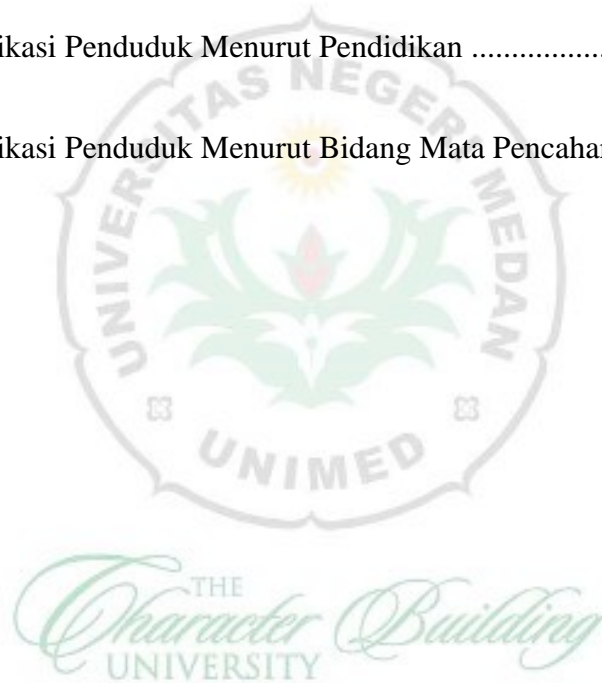 ikasi Penduduk Menurut Pendidikan .................
ikasi Penduduk Menurut Bidang Mata Pencahar
UNIVERSITAS NEGERI MEDAN
UNIMED
THE
Character Building
UNIVERSITY